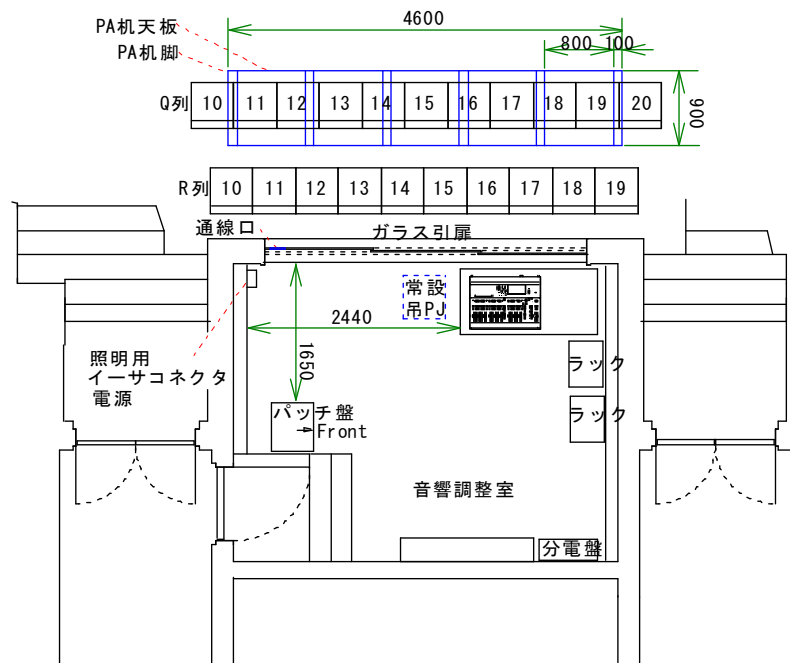 4600
PA机天板
PA机脚
800
100
900
Q列 10 11 12 13 14 15 16 17 18 19 20
R列 10 11 12 13 14 15 16 17 18 19
通線口
ガラス引扉
常設
吊PJ
2440
1650
照明用
イーサコネクタ
電源
ラック
ラック
パッチ盤
Front
音響調整室
分電盤